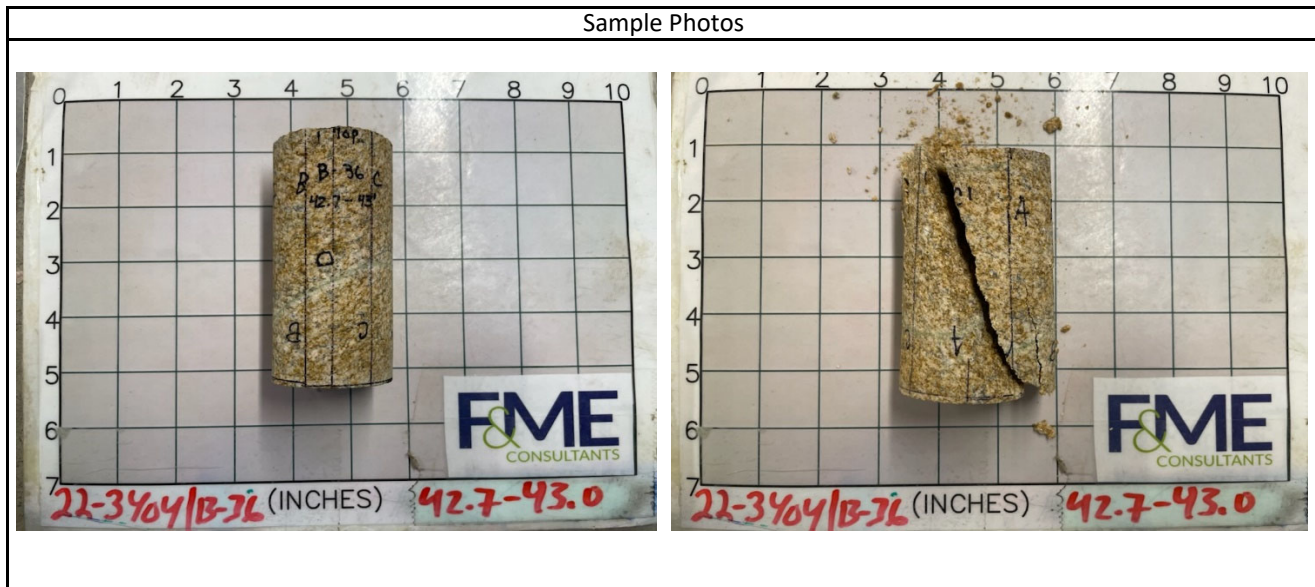 Sample Photos
0 1 2 3 4 5 6 7 8 9 10
1
2
3
4
5
6
7
Top
B B-36 C
42.7-43'
D
B C
F&ME
CONSULTANTS
22-3404/B-36 (INCHES) 42.7-43.0
0 1 2 3 4 5 6 7 8 9 10
1
2
3
4
5
6
7
A
A
F&ME
CONSULTANTS
22-3404/B-36 (INCHES) 42.7-43.0